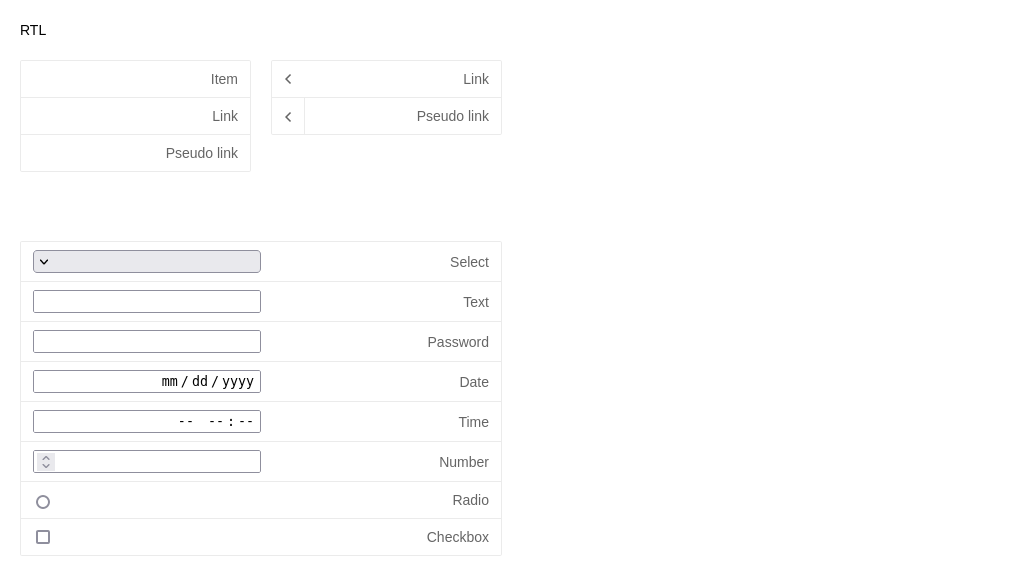 RTL
Item
Link
Pseudo link
Link
Pseudo link
Select
Text
Password
mm/dd/yyyy Date
-- --:-- Time
Number
Radio
Checkbox